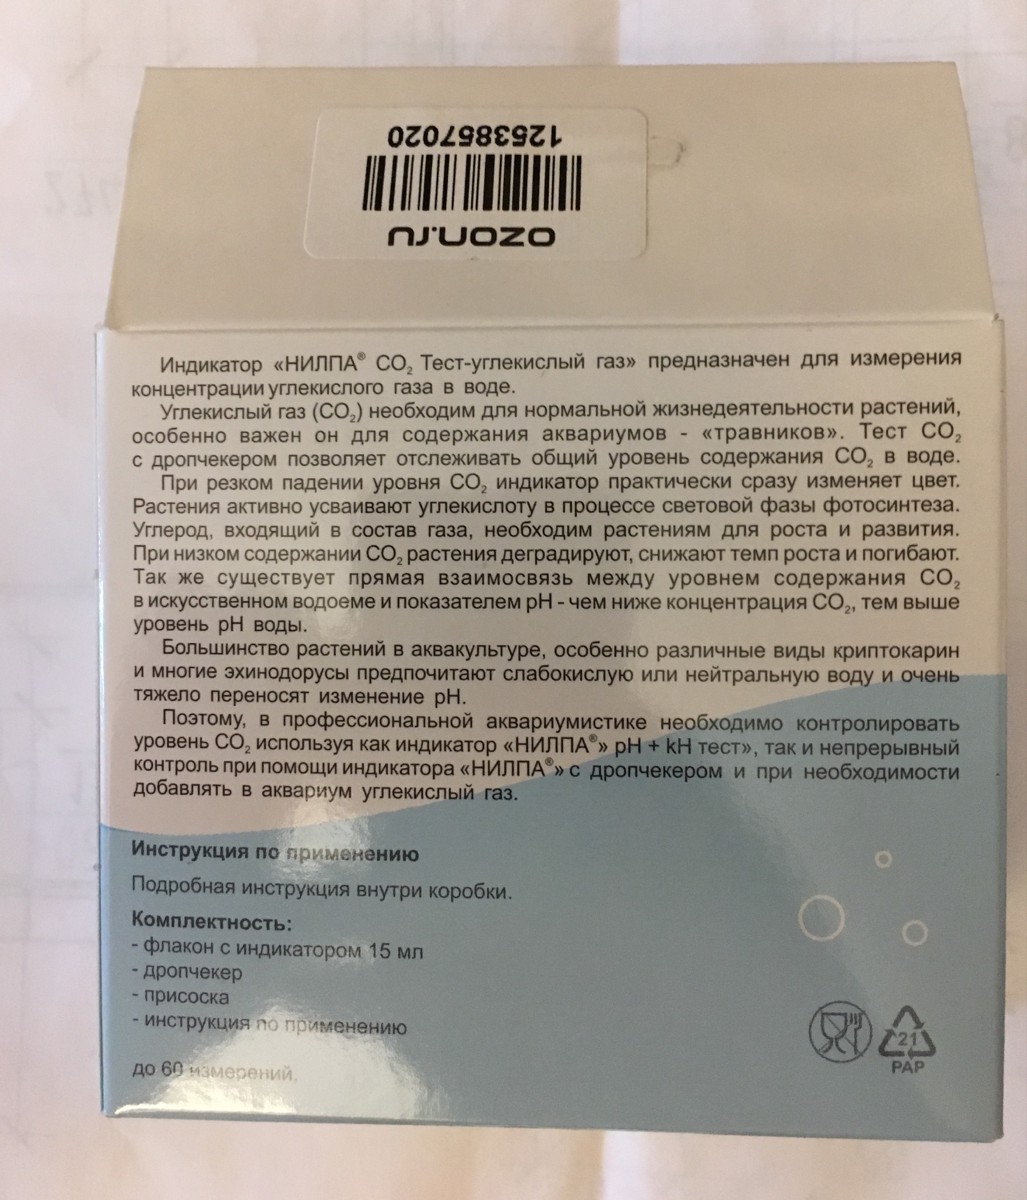 1253857020
ozon.ru
Индикатор «НИЛПА® CO₂ Тест-углекислый газ» предназначен для измерения
концентрации углекислого газа в воде.
Углекислый газ (CO₂) необходим для нормальной жизнедеятельности растений,
особенно важен он для содержания аквариумов - «травников». Тест CO₂
с дропчекером позволяет отслеживать общий уровень содержания CO₂ в воде.
При резком падении уровня CO₂ индикатор практически сразу изменяет цвет.
Растения активно усваивают углекислоту в процессе световой фазы фотосинтеза.
Углерод, входящий в состав газа, необходим растениям для роста и развития.
При низком содержании CO₂ растения деградируют, снижают темп роста и погибают.
Так же существует прямая взаимосвязь между уровнем содержания CO₂
в искусственном водоеме и показателем pH - чем ниже концентрация CO₂, тем выше
уровень pH воды.
Большинство растений в аквакультуре, особенно различные виды криптокарин
и многие эхинодорусы предпочитают слабокислую или нейтральную воду и очень
тяжело переносят изменение pH.
Поэтому, в профессиональной аквариумистике необходимо контролировать
уровень CO₂ используя как индикатор «НИЛПА®» pH + kH тест», так и непрерывный
контроль при помощи индикатора «НИЛПА®» с дропчекером и при необходимости
добавлять в аквариум углекислый газ.
Инструкция по применению
Подробная инструкция внутри коробки.
Комплектность:
- флакон с индикатором 15 мл
- дропчекер
- присоска
- инструкция по применению
до 60 измерений.
21
PAP